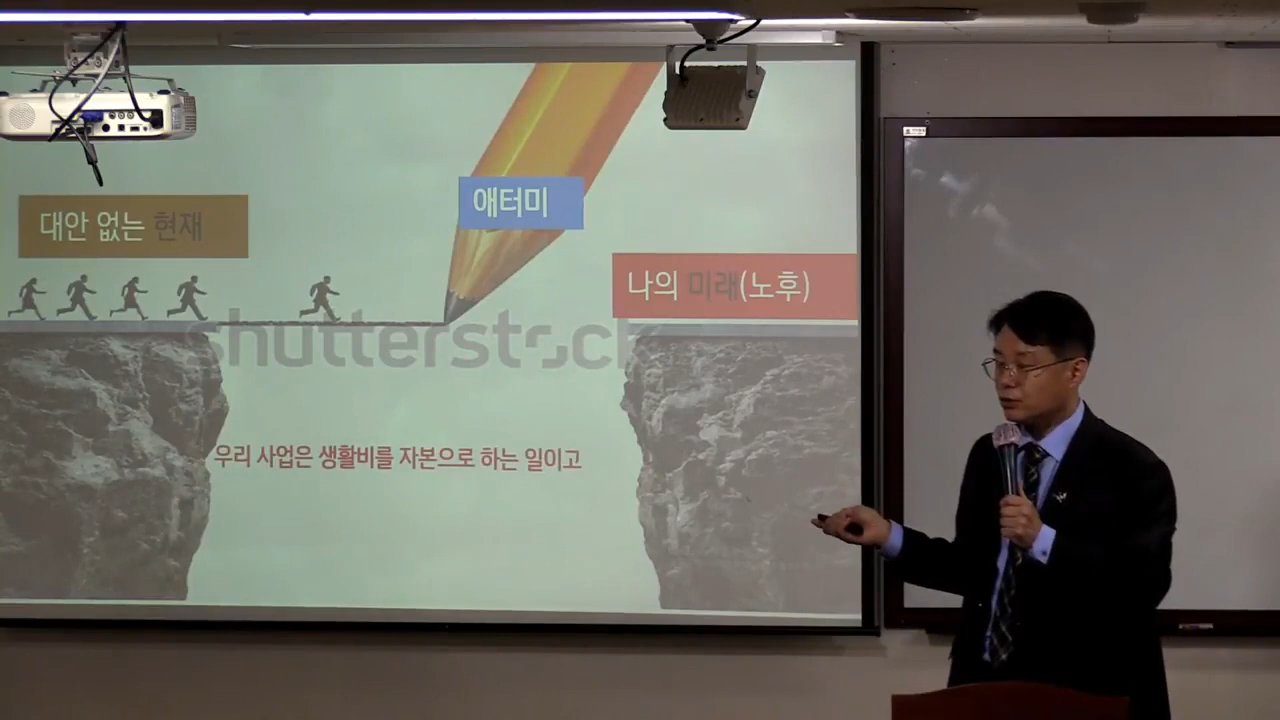 애터미
대안 없는 현재
나의 미래(노후)
shutterstock
우리 사업은 생활비를 자본으로 하는 일이고